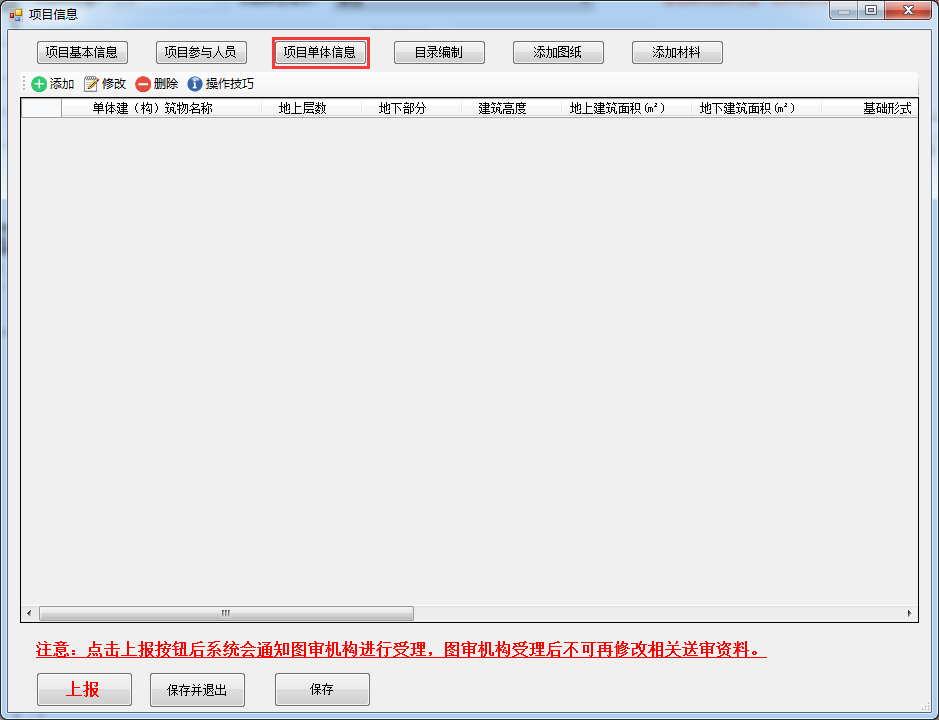 项目信息
项目基本信息 项目参与人员 项目单体信息 目录编制 添加图纸 添加材料
添加 修改 删除 操作技巧
单体建（构）筑物名称 地上层数 地下部分 建筑高度 地上建筑面积(㎡) 地下建筑面积(㎡) 基础形式
注意：点击上报按钮后系统会通知图审机构进行受理，图审机构受理后不可再修改相关送审资料。
上报 保存并退出 保存